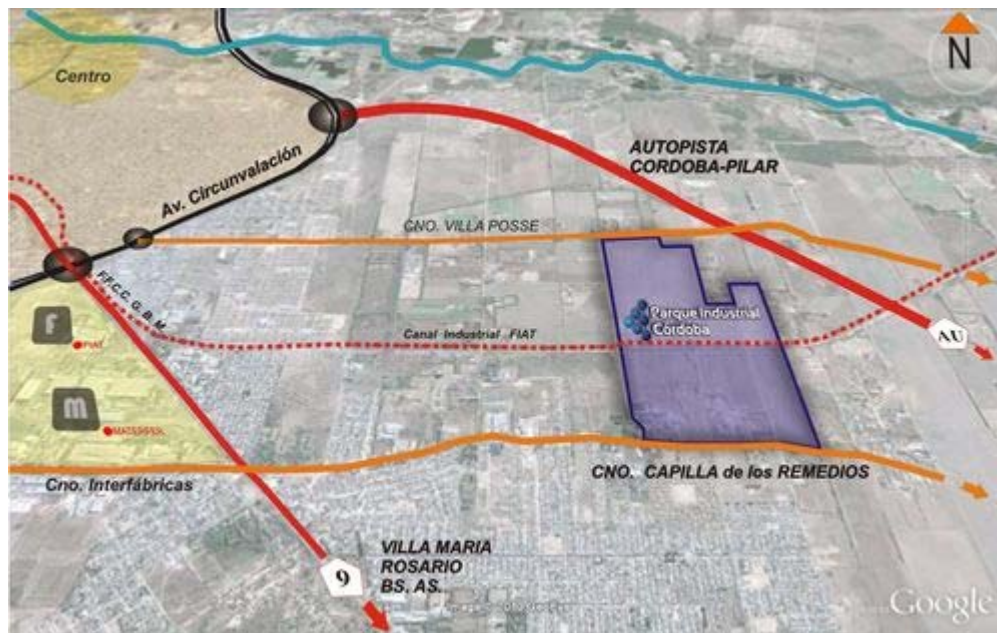 Centro
N
AUTOPISTA
CORDOBA-PILAR
Av. Circunvalación
CNO. VILLA POSSE
F.F.C.C. G. B. M.
Parque Industrial
Córdoba
F
FIAT
Canal Industrial FIAT
AU
M
MATERFER
CNO. CAPILLA de los REMEDIOS
Cno. Interfábricas
VILLA MARIA
ROSARIO
BS. AS.
9
Google